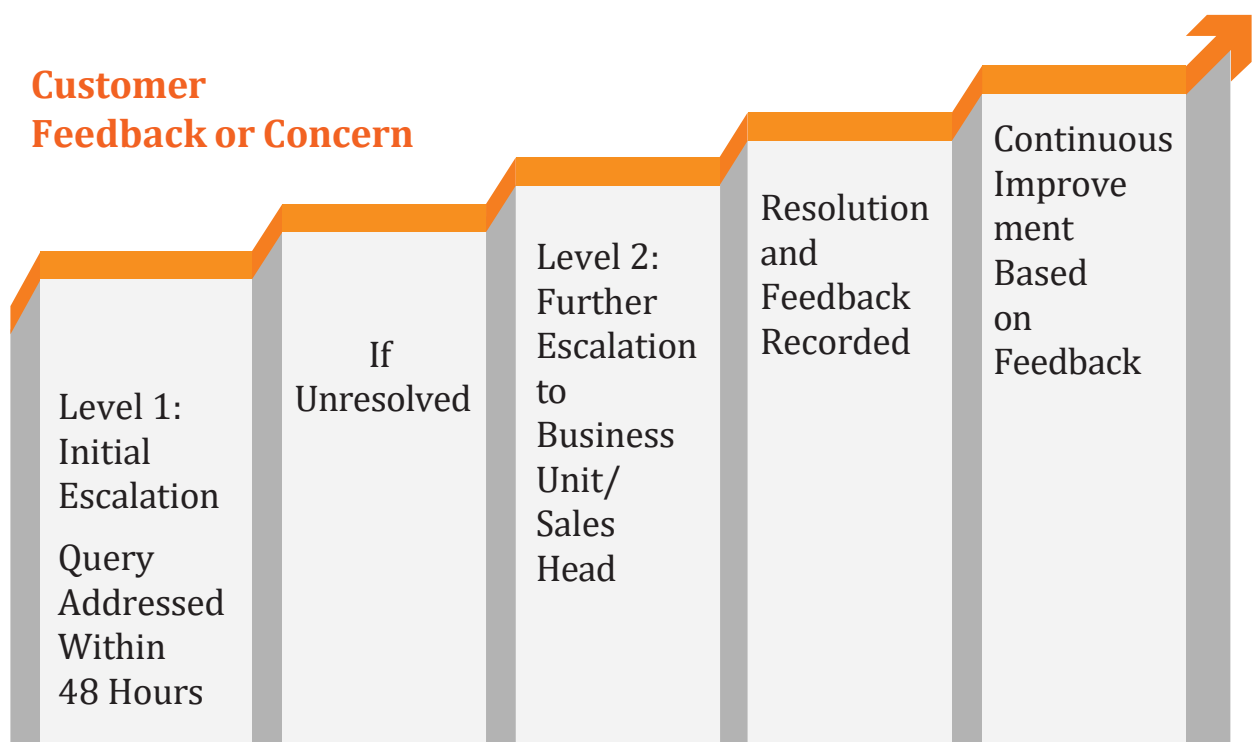 Customer
Feedback or Concern
Level 1:
Initial
Escalation
Query
Addressed
Within
48 Hours
If
Unresolved
Level 2:
Further
Escalation
to
Business
Unit/
Sales
Head
Resolution
and
Feedback
Recorded
Continuous
Improve
ment
Based
on
Feedback